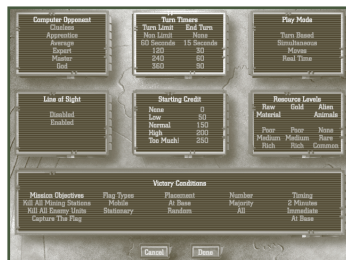 Computer Opponent
Clueless
Apprentice
Average
Expert
Master
God
Turn Timers
Turn Limit End Turn
Non Limit None
60 Seconds 15 Seconds
120 30
240 60
360 90
Play Mode
Turn Based
Simultaneous
Moves
Real Time
Line of Sight
Disabled
Enabled
Starting Credit
None 0
Low 50
Normal 150
High 200
Too Much! 250
Resource Levels
Raw Gold Alien
Material Animals
Poor Poor None
Medium Medium Rare
Rich Rich Common
Victory Conditions
Mission Objectives Flag Types Placement Number Timing
Kill All Mining Stations Mobile At Base Majority 2 Minutes
Kill All Enemy Units Stationary Random All Immediate
Capture The Flag At Base
Cancel Done